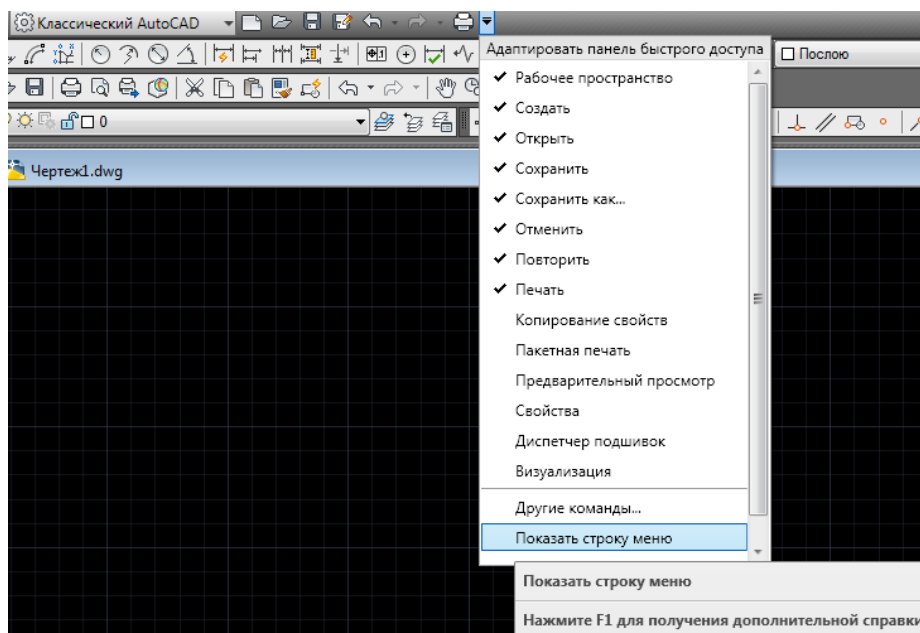 Классический AutoCAD
Адаптировать панель быстрого доступа
Послою
Рабочее пространство
Создать
0
Открыть
Чертеж1.dwg
Сохранить
Сохранить как...
Отменить
Повторить
Печать
Копирование свойств
Пакетная печать
Предварительный просмотр
Свойства
Диспетчер подшивок
Визуализация
Другие команды...
Показать строку меню
Показать строку меню
Нажмите F1 для получения дополнительной справки